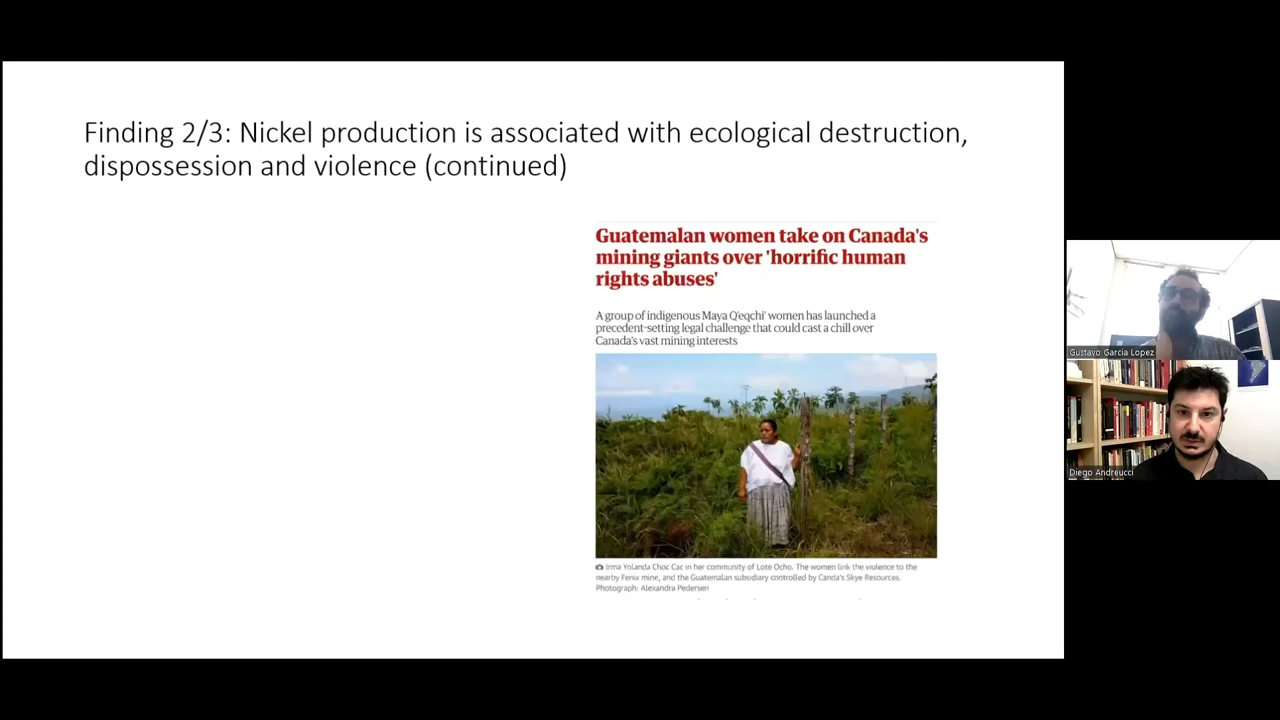 Finding 2/3: Nickel production is associated with ecological destruction,
dispossession and violence (continued)
Guatemalan women take on Canada's
mining giants over 'horrific human
rights abuses'
A group of indigenous Maya Q'eqchi' women has launched a
precedent-setting legal challenge that could cast a chill over
Canada's vast mining interests
Irma Yolanda Choc Cac in her community of Lote Ocho. The women link the violence to the
nearby Fenix mine, and the Guatemalan subsidiary controlled by Canda's Skye Resources.
Photograph: Alexandra Pedersen
Gustavo Garcia Lopez
Diego Andreucci